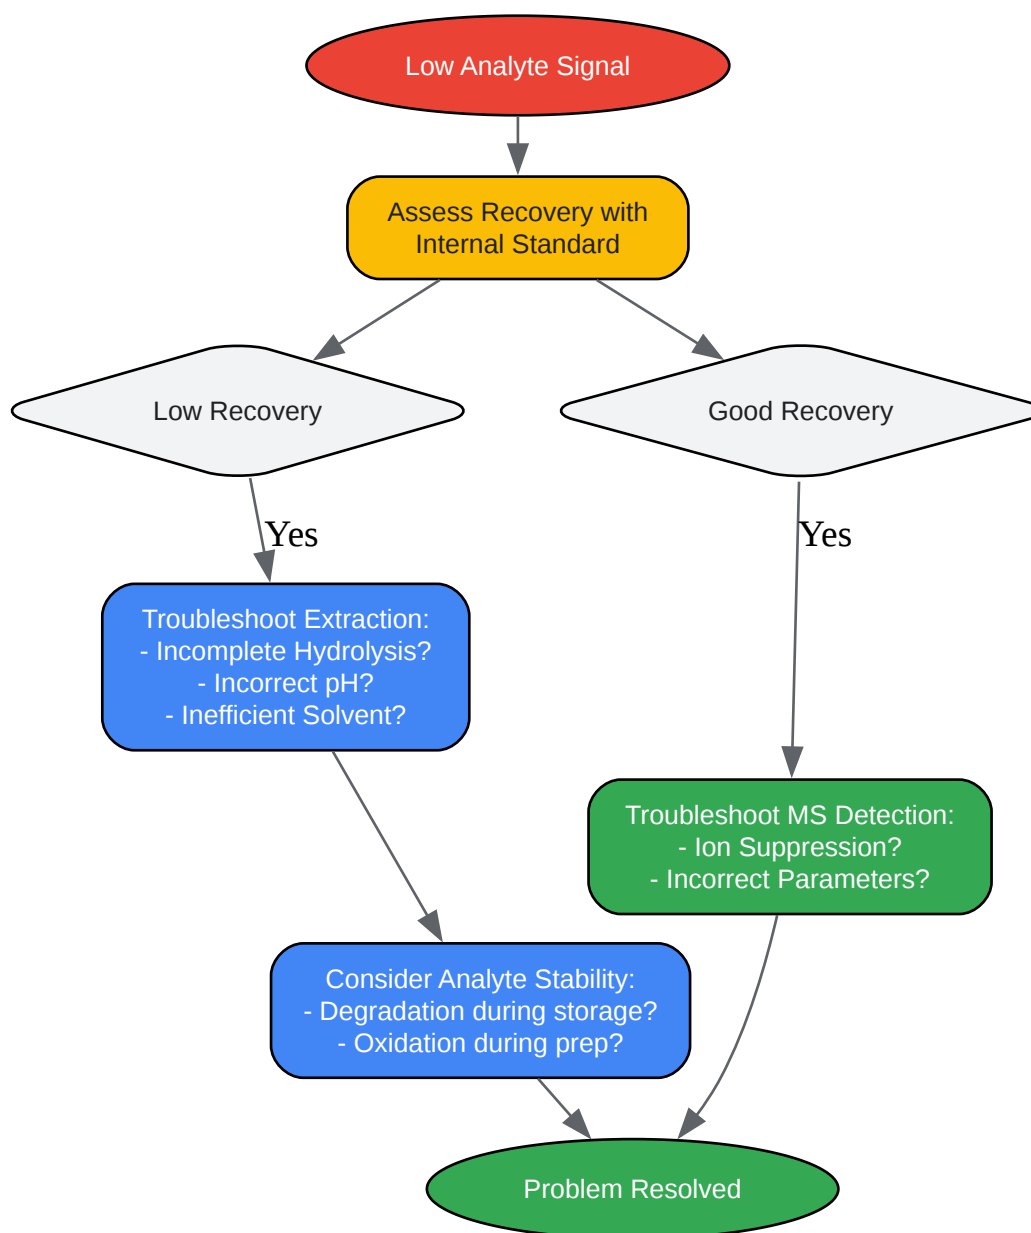 Low Analyte Signal
Assess Recovery with
Internal Standard
Low Recovery
Good Recovery
Yes
Yes
Troubleshoot Extraction:
- Incomplete Hydrolysis?
- Incorrect pH?
- Inefficient Solvent?
Troubleshoot MS Detection:
- Ion Suppression?
- Incorrect Parameters?
Consider Analyte Stability:
- Degradation during storage?
- Oxidation during prep?
Problem Resolved